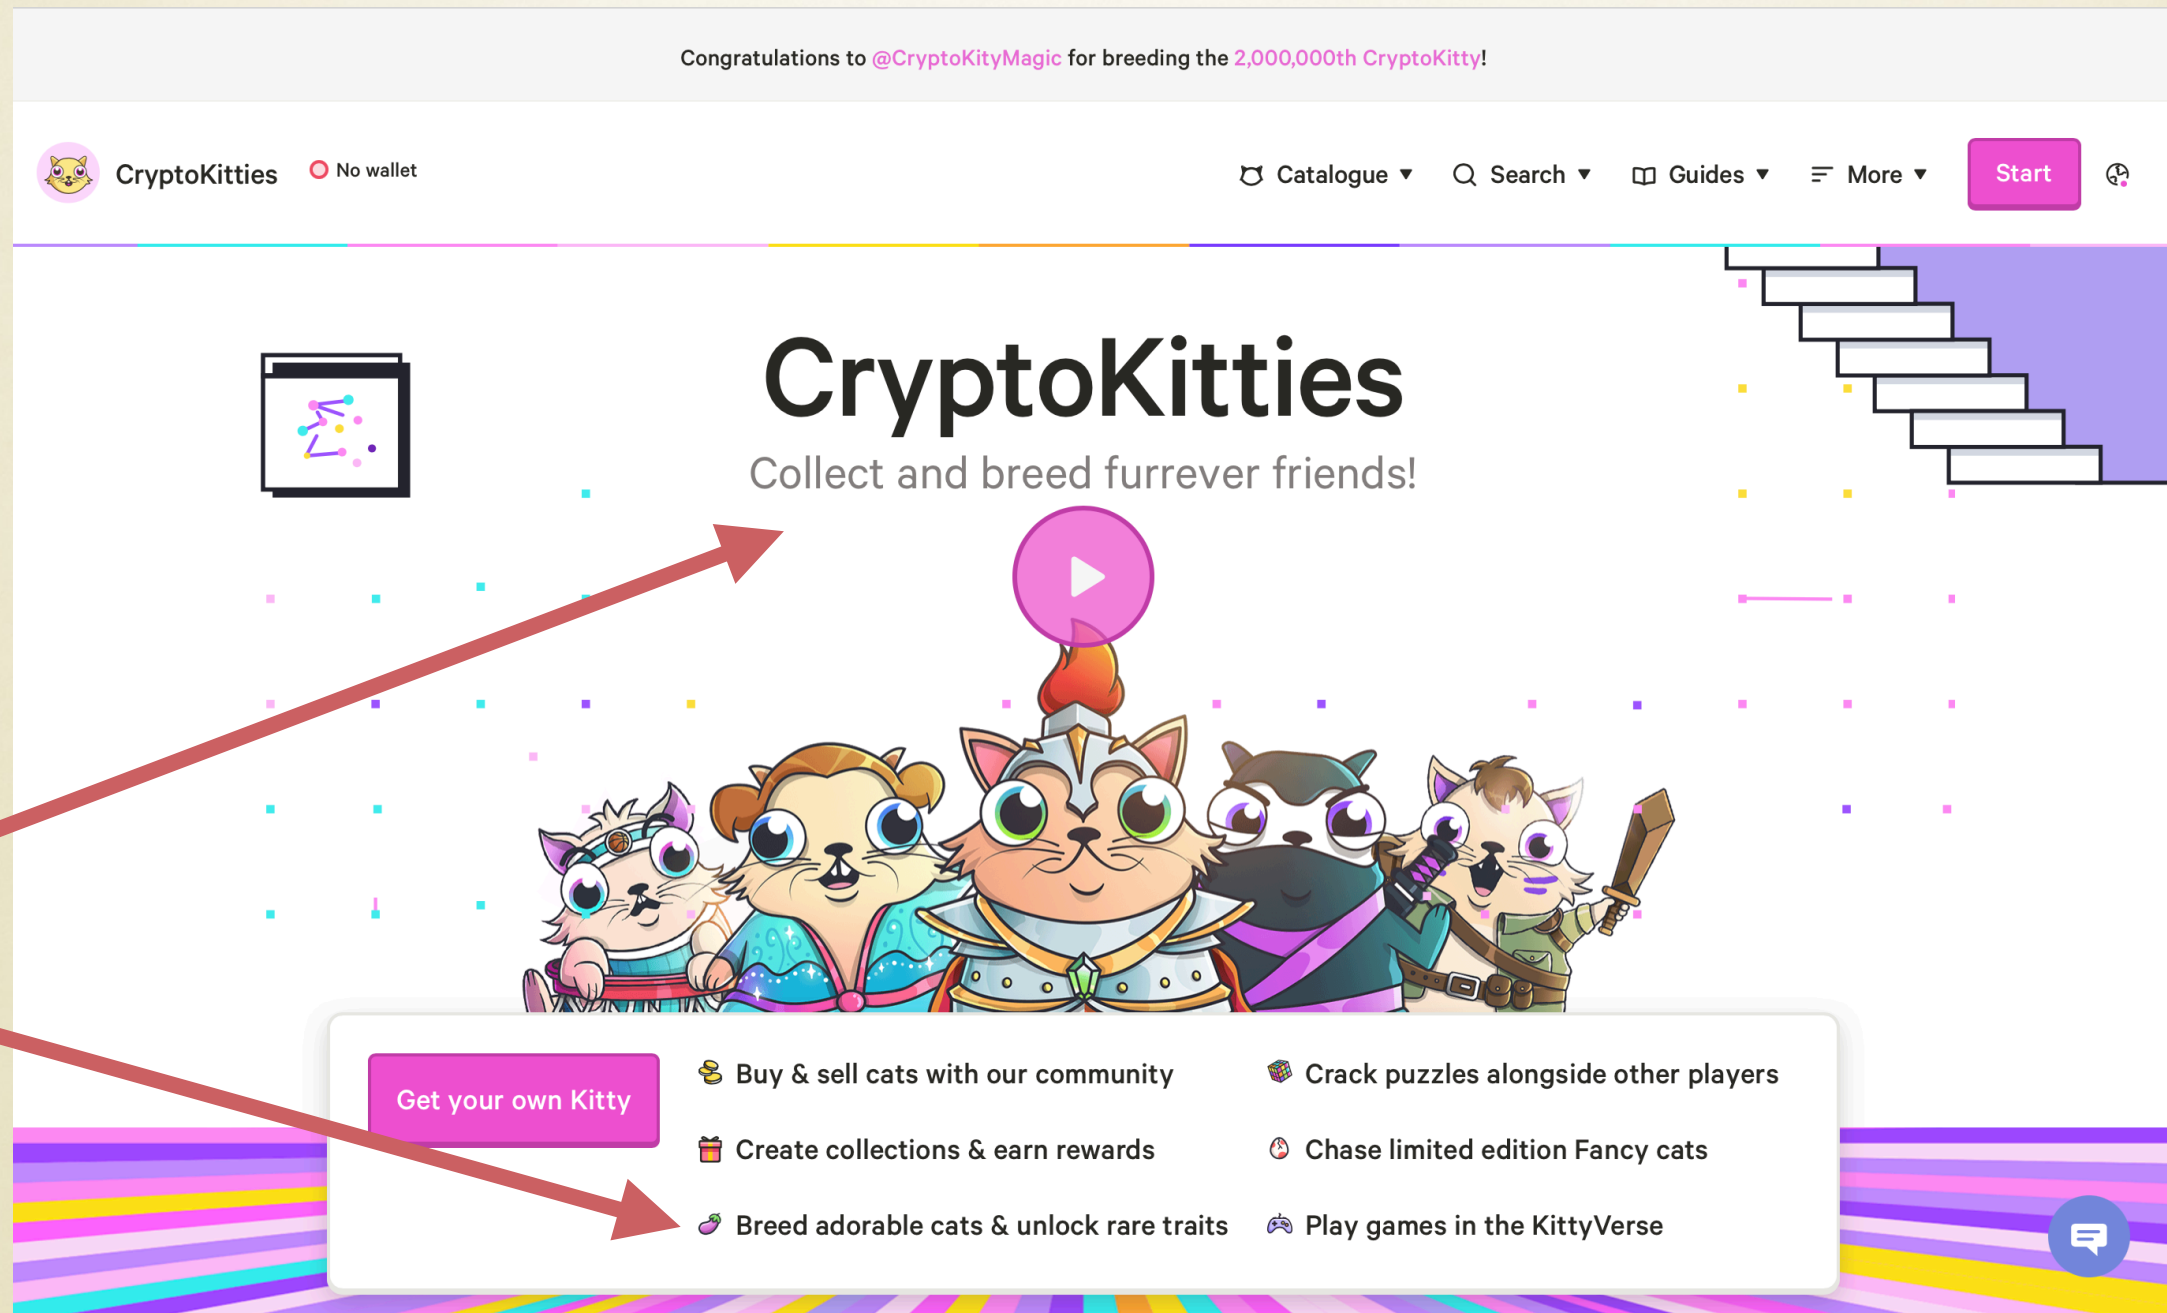 Congratulations to @CryptoKityMagic for breeding the 2,000,000th CryptoKitty!
CryptoKitties
No wallet
Catalogue
Search
Guides
More
Start
CryptoKitties
Collect and breed furrever friends!
Get your own Kitty
Buy & sell cats with our community
Crack puzzles alongside other players
Create collections & earn rewards
Chase limited edition Fancy cats
Breed adorable cats & unlock rare traits
Play games in the KittyVerse